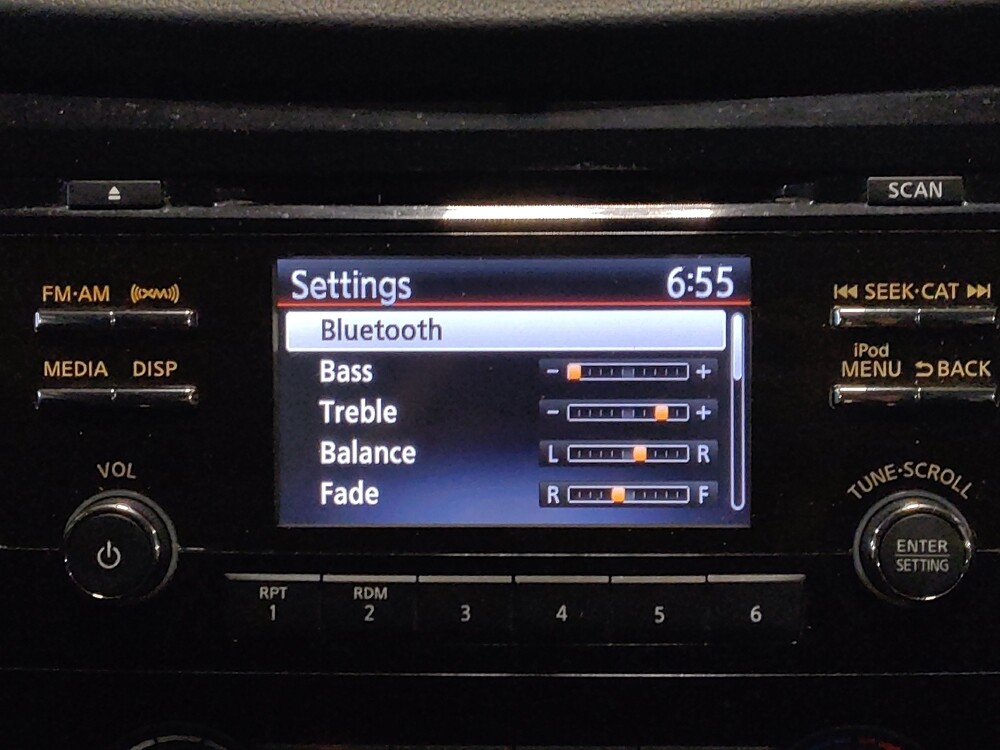 SCAN
FM·AM
((XM))
MEDIA
DISP
VOL
Settings 6:55
Bluetooth
Bass - +
Treble - +
Balance L R
Fade R F
SEEK·CAT
iPod
MENU
BACK
TUNE·SCROLL
ENTER
SETTING
RPT
1
RDM
2
3
4
5
6